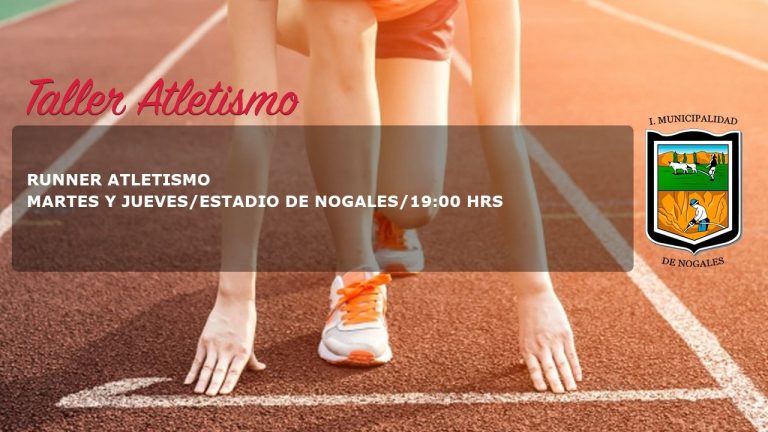 Taller Atletismo
RUNNER ATLETISMO
MARTES Y JUEVES/ESTADIO DE NOGALES/19:00 HRS
I. MUNICIPALIDAD
DE NOGALES